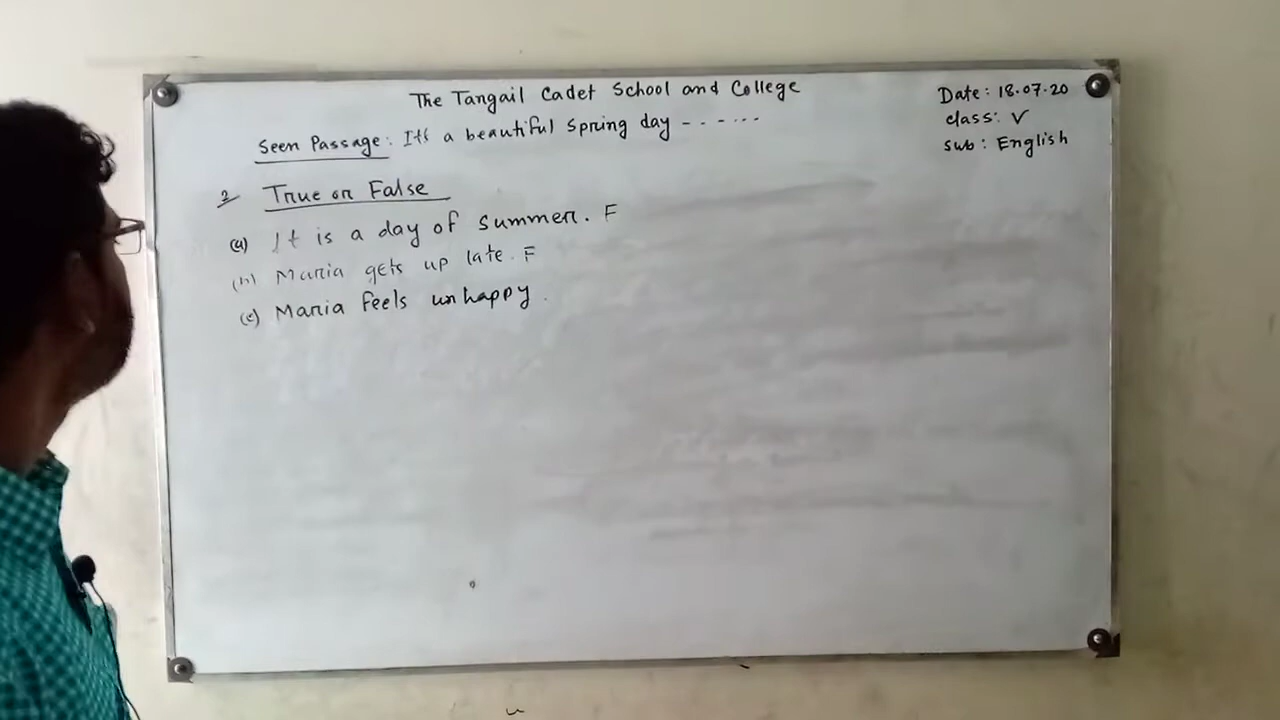 The Tangail Cadet School and College
Date: 18.07.20
Seen Passage: It's a beautiful spring day - - - ...
class: V
sub: English
2 True or False
(a) It is a day of summer. F
(b) Maria gets up late. F
(c) Maria feels unhappy.